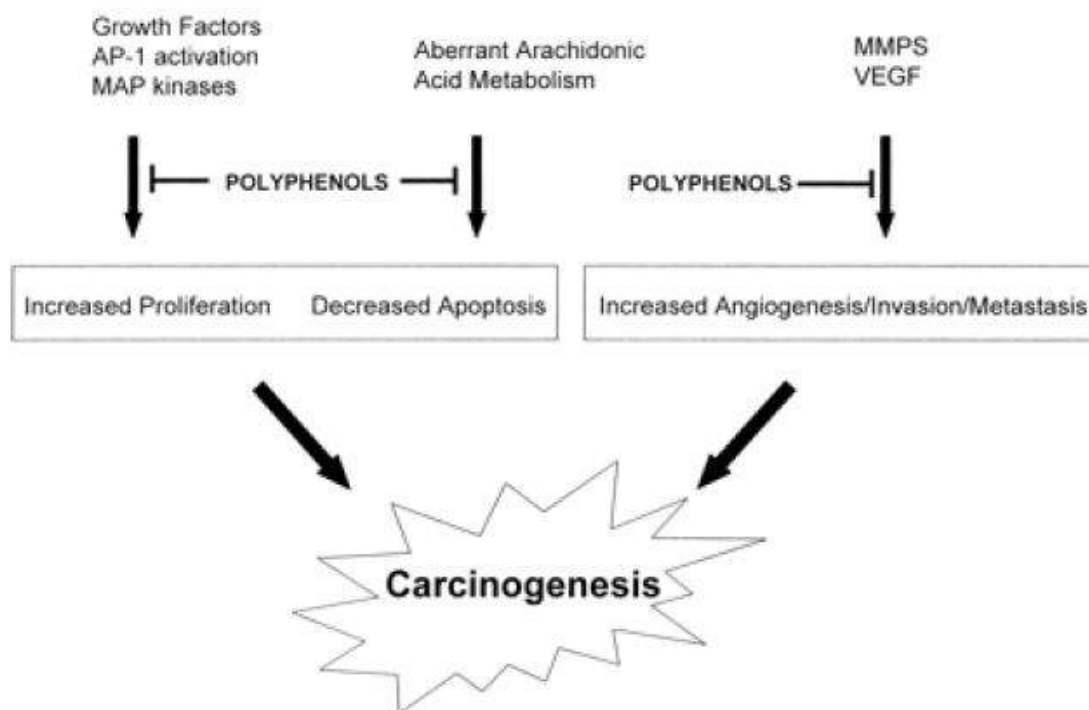 Growth Factors
AP-1 activation
MAP kinases
Aberrant Arachidonic
Acid Metabolism
MMPS
VEGF
POLYPHENOLS
POLYPHENOLS
Increased Proliferation
Decreased Apoptosis
Increased Angiogenesis/Invasion/Metastasis
Carcinogenesis